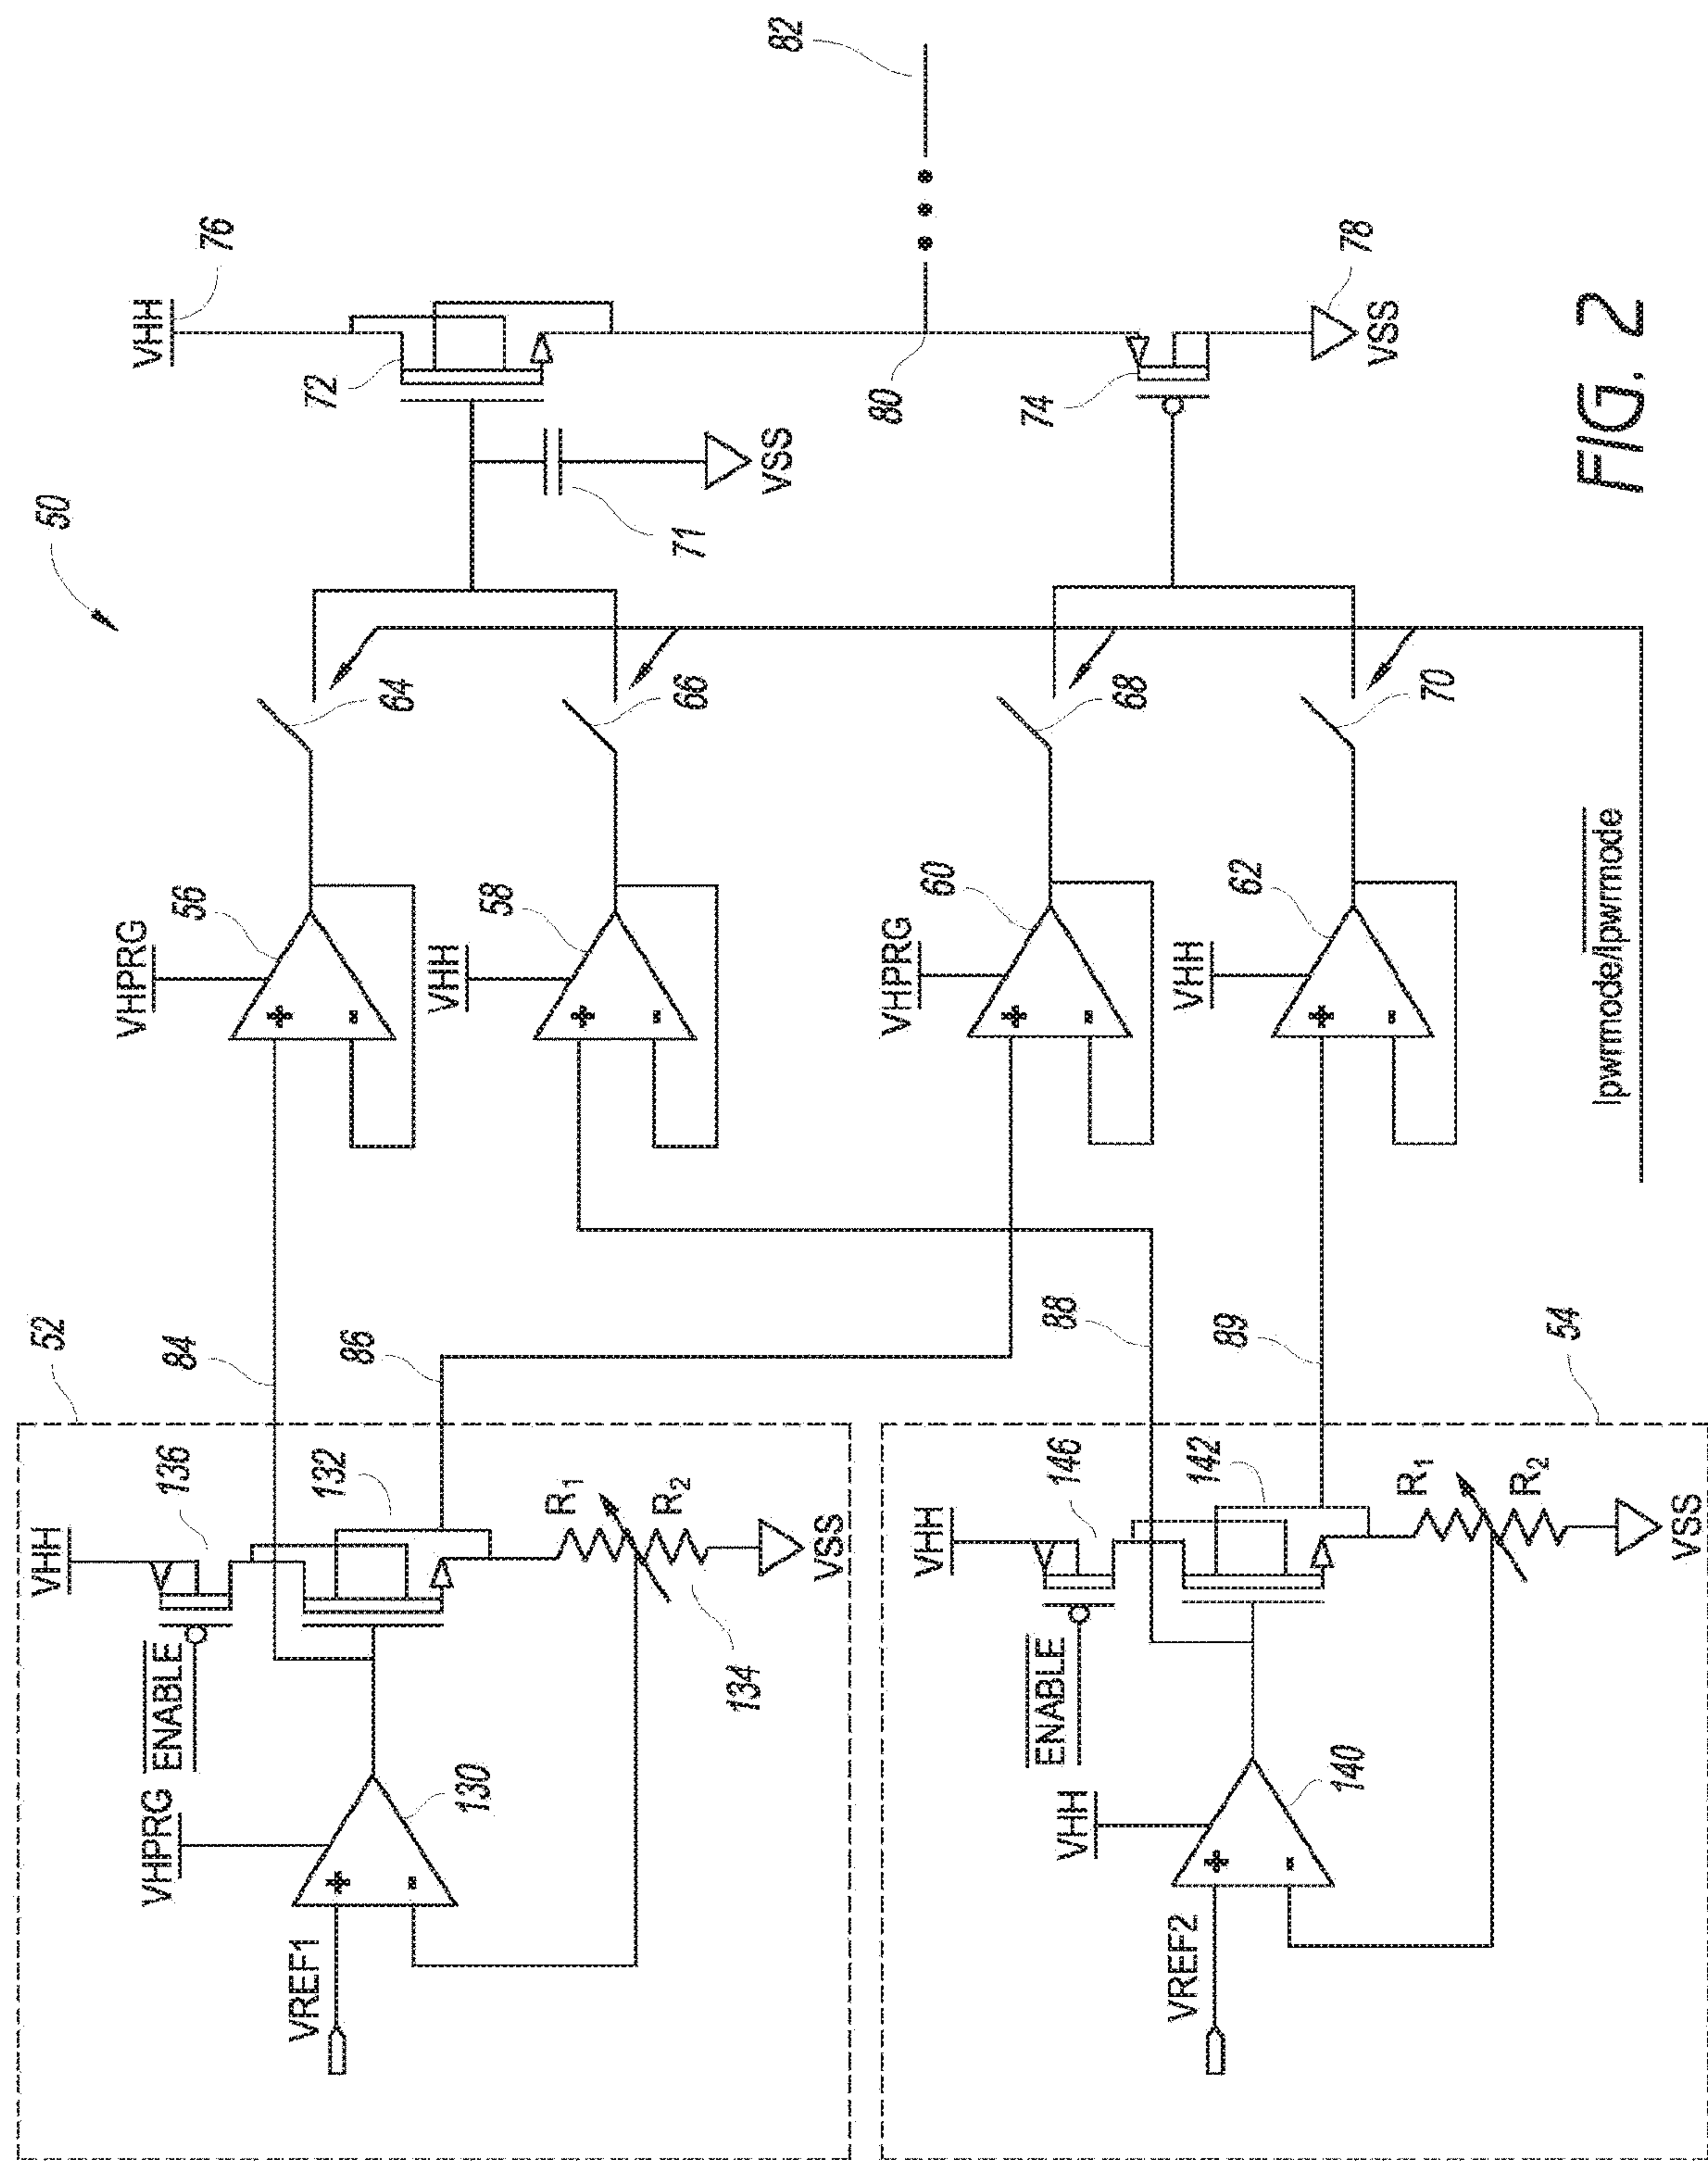 50
VHH
76
72
82
80
71
VSS
74
78
VSS
VHPRG
56
64
VHH
58
66
VHPRG
60
68
VHH
62
70
lpwrmode/lpwrmode
52
84
86
88
89
54
VHH
136
132
ENABLE
VHPRG
130
VREF1
+
-
R1
R2
134
VSS
VHH
146
142
ENABLE
VHH
140
VREF2
+
-
R1
R2
VSS
+
-
+
-
+
-
+
-
FIG. 2